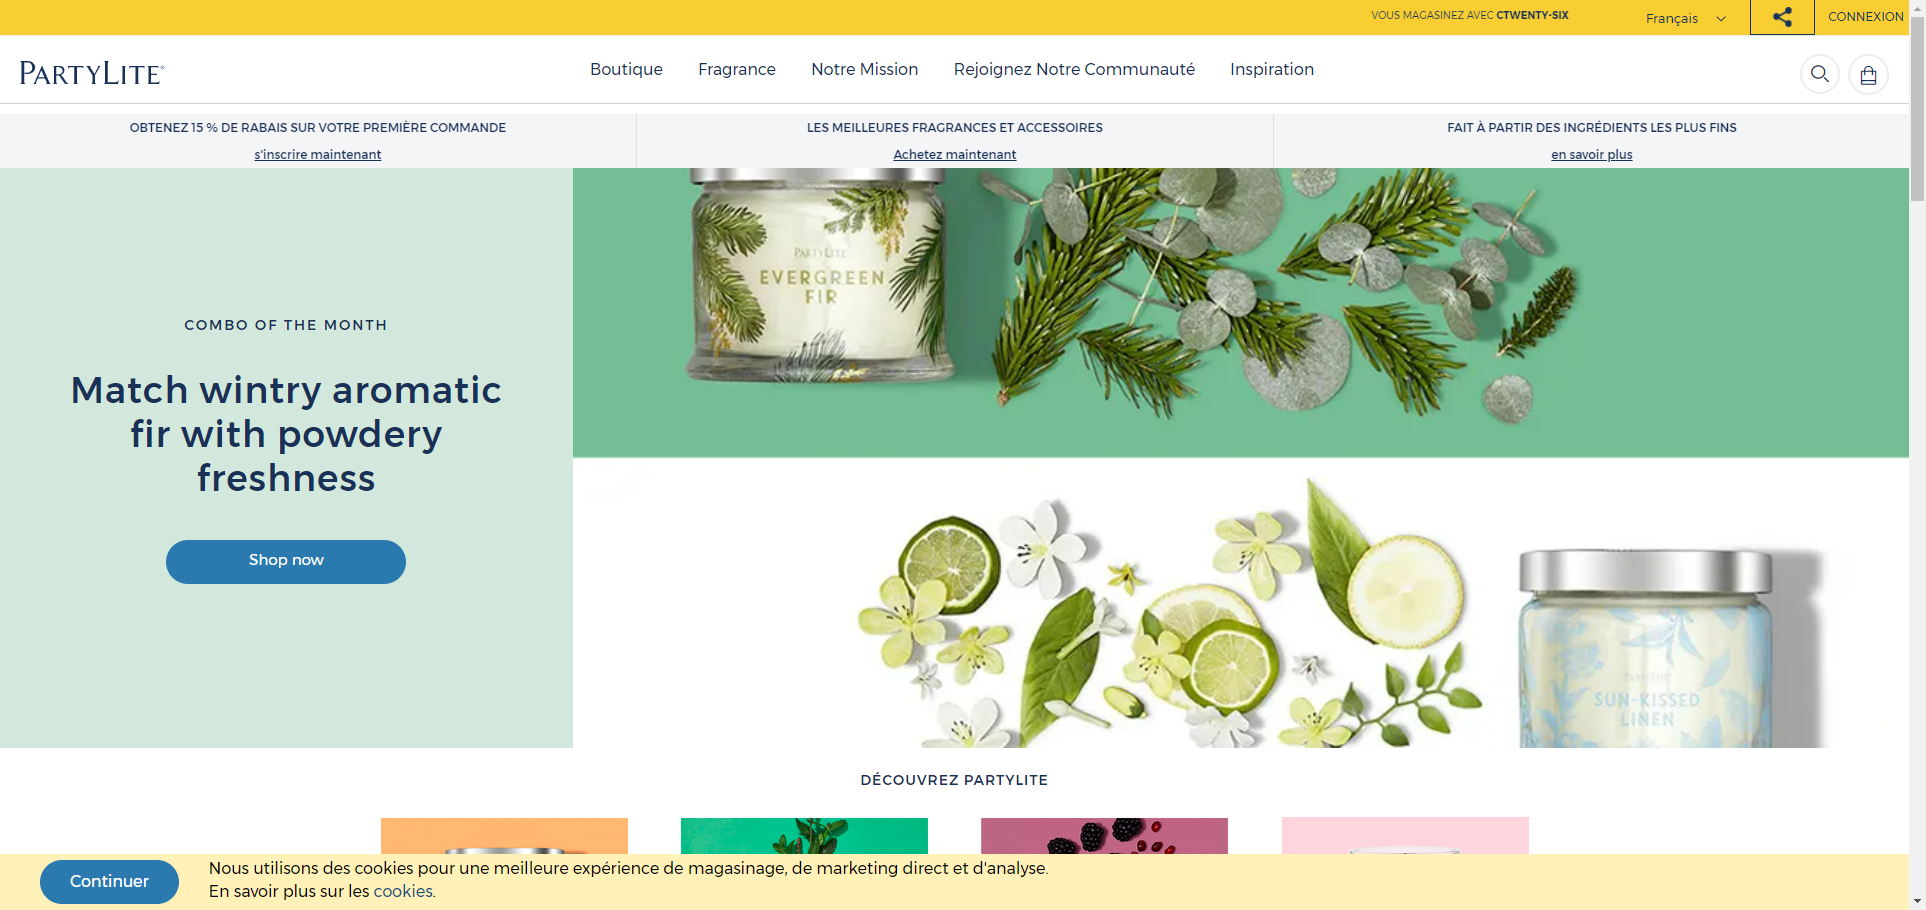 VOUS MAGASINEZ AVEC CTWENTY-SIX
Français
CONNEXION
PARTYLITE®
Boutique
Fragrance
Notre Mission
Rejoignez Notre Communauté
Inspiration
OBTENEZ 15 % DE RABAIS SUR VOTRE PREMIÈRE COMMANDE
s'inscrire maintenant
LES MEILLEURES FRAGRANCES ET ACCESSOIRES
Achetez maintenant
FAIT À PARTIR DES INGRÉDIENTS LES PLUS FINS
en savoir plus
COMBO OF THE MONTH
Match wintry aromatic
fir with powdery
freshness
Shop now
PARTYLITE
EVERGREEN
FIR
PARTYLITE
SUN-KISSED
LINEN
DÉCOUVREZ PARTYLITE
Continuer
Nous utilisons des cookies pour une meilleure expérience de magasinage, de marketing direct et d'analyse.
En savoir plus sur les cookies.